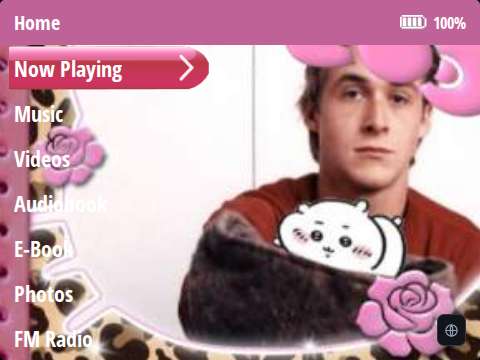 Home
100%
Now Playing
Music
Videos
Audiobook
E-Book
Photos
FM Radio